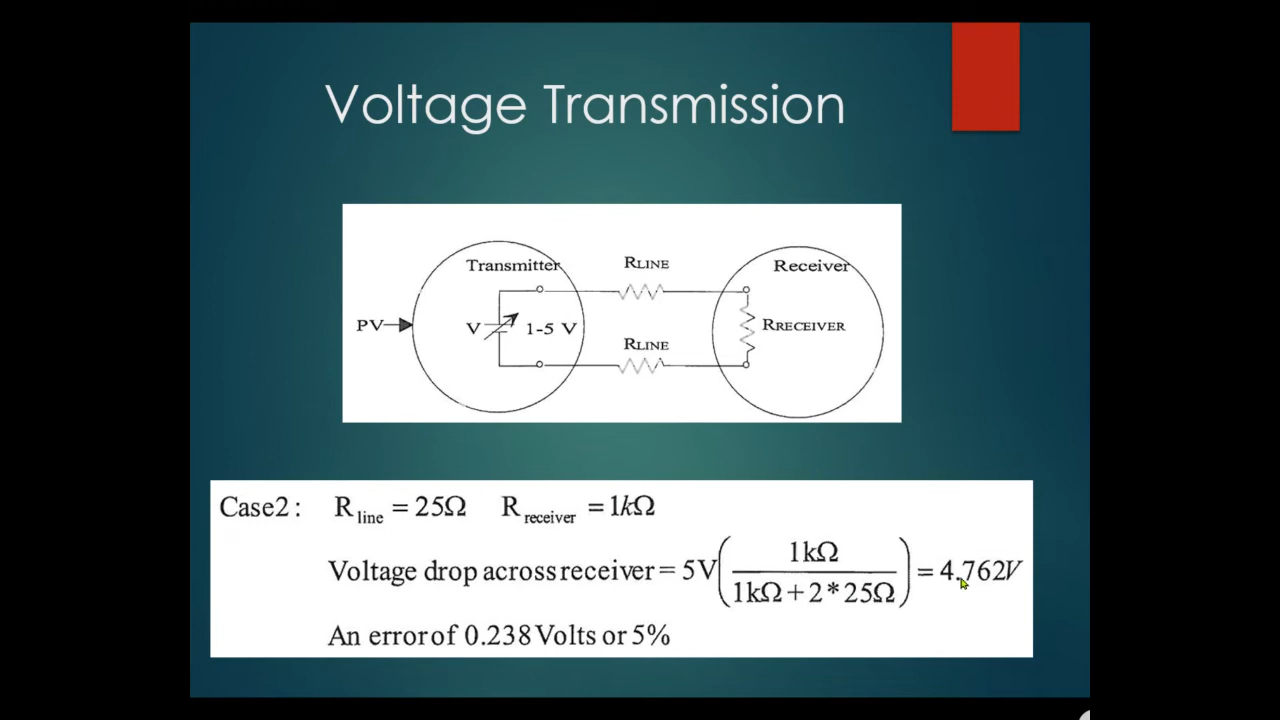 Voltage Transmission
Transmitter
RLINE
Receiver
PV
V
1-5 V
RRECEIVER
RLINE
Case2 : R line = 25Ω R receiver = 1kΩ
Voltage drop across receiver = 5V ( 1kΩ / 1kΩ + 2 * 25Ω ) = 4.762V
An error of 0.238 Volts or 5%